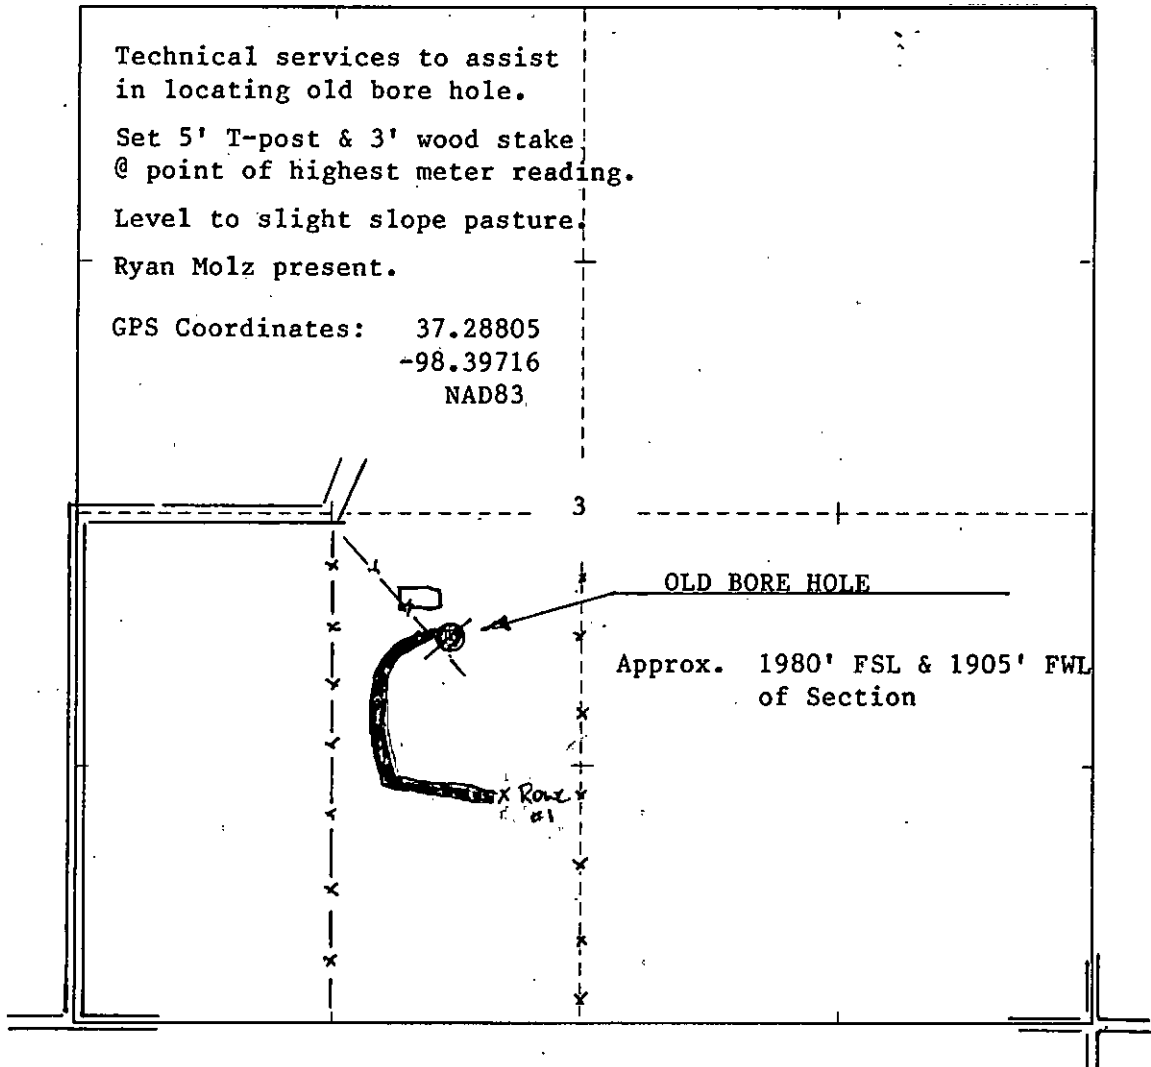 Technical services to assist
in locating old bore hole.
Set 5' T-post & 3' wood stake
@ point of highest meter reading.
Level to slight slope pasture.
Ryan Molz present.
GPS Coordinates: 37.28805
-98.39716
NAD83
3
OLD BORE HOLE
Approx. 1980' FSL & 1905' FWL
of Section
X
#1